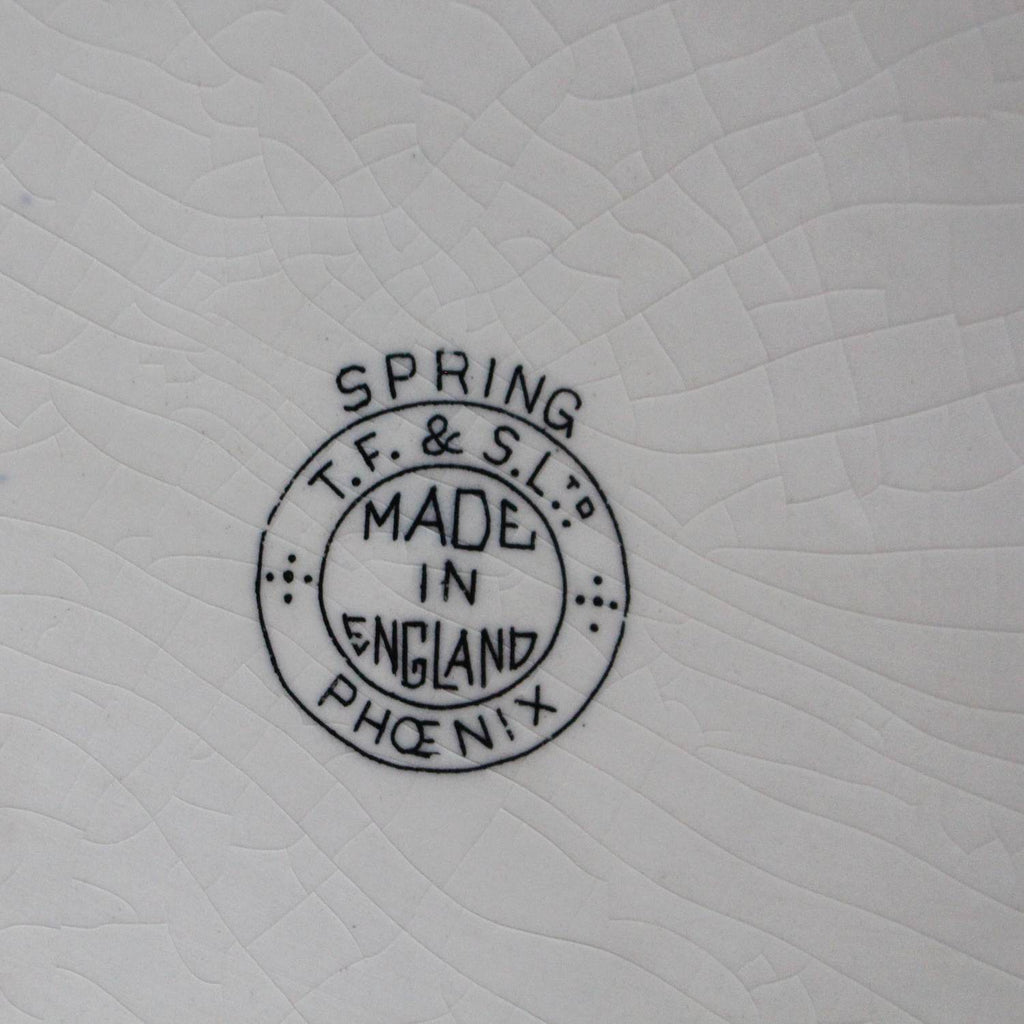 SPRING
T.F. & S. LTD
MADE
IN
ENGLAND
PHŒNIX